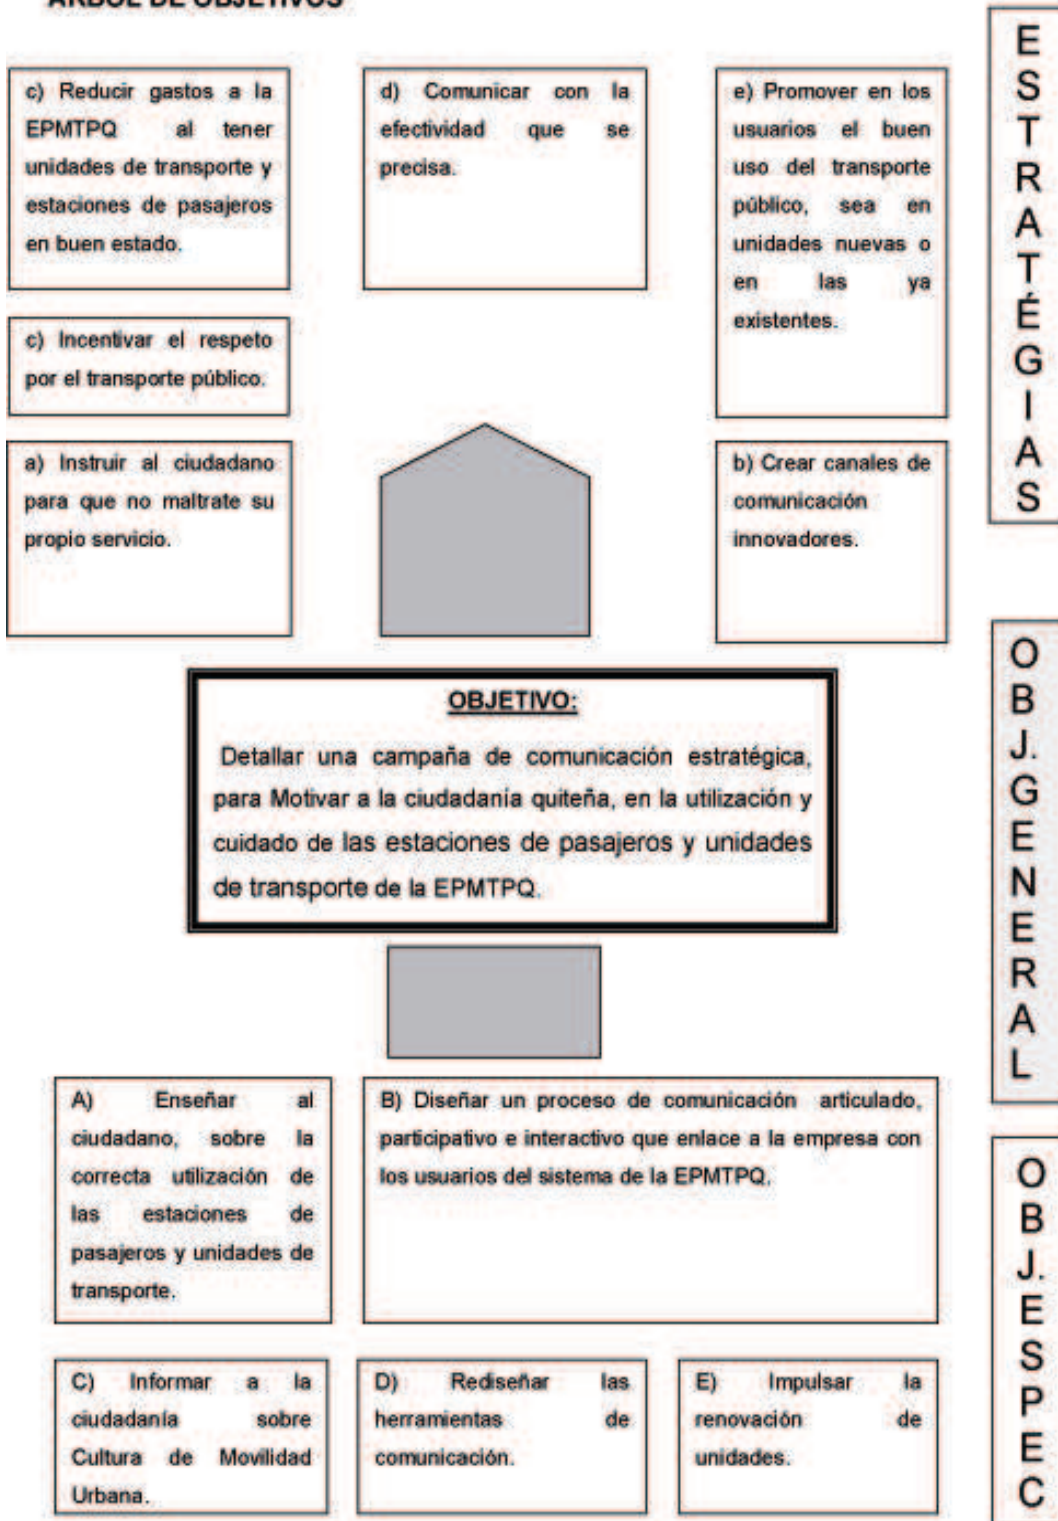 ÁRBOL DE OBJETIVOS
c) Reducir gastos a la
EPMTPQ al tener
unidades de transporte y
estaciones de pasajeros
en buen estado.
d) Comunicar con la
efectividad que se
precisa.
e) Promover en los
usuarios el buen
uso del transporte
público, sea en
unidades nuevas o
en las ya
existentes.
c) Incentivar el respeto
por el transporte público.
a) Instruir al ciudadano
para que no maltrate su
propio servicio.
b) Crear canales de
comunicación
innovadores.
E
S
T
R
A
T
É
G
I
A
S
OBJETIVO:
Detallar una campaña de comunicación estratégica,
para Motivar a la ciudadanía quiteña, en la utilización y
cuidado de las estaciones de pasajeros y unidades
de transporte de la EPMTPQ.
O
B
J.
G
E
N
E
R
A
L
A) Enseñar al
ciudadano, sobre la
correcta utilización de
las estaciones de
pasajeros y unidades de
transporte.
B) Diseñar un proceso de comunicación articulado,
participativo e interactivo que enlace a la empresa con
los usuarios del sistema de la EPMTPQ.
C) Informar a la
ciudadanía sobre
Cultura de Movilidad
Urbana.
D) Rediseñar las
herramientas de
comunicación.
E) Impulsar la
renovación de
unidades.
O
B
J.
E
S
P
E
C